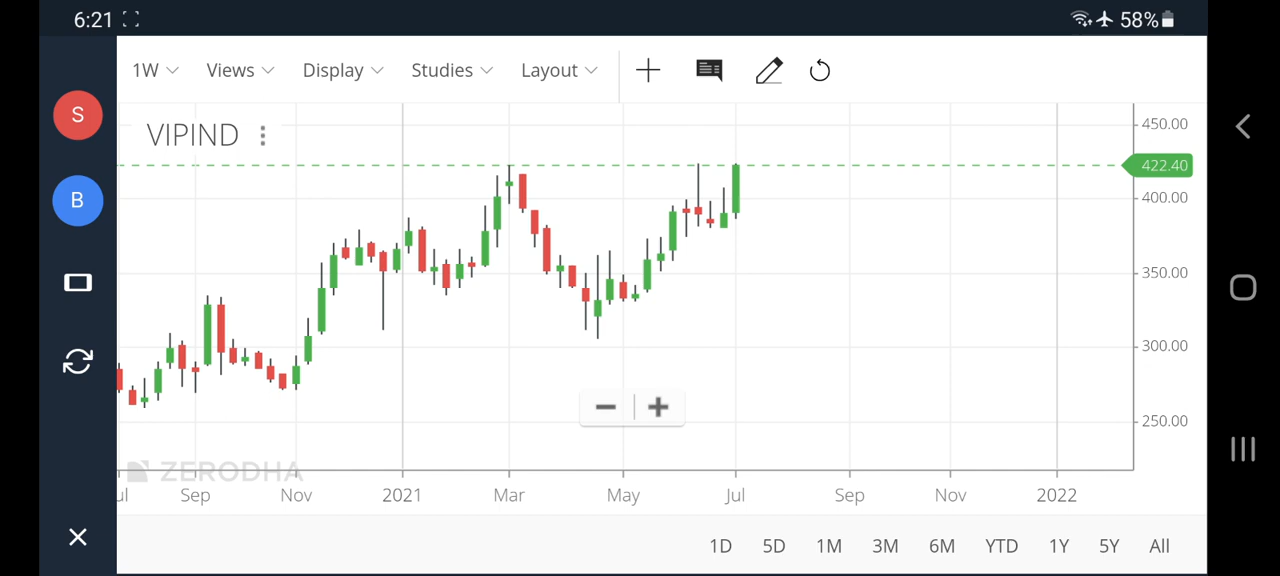 6:21 58%
1W Views Display Studies Layout
S
VIPIND
450.00
422.40
B
400.00
350.00
300.00
250.00
ZERODHA
ul Sep Nov 2021 Mar May Jul Sep Nov 2022
1D 5D 1M 3M 6M YTD 1Y 5Y All